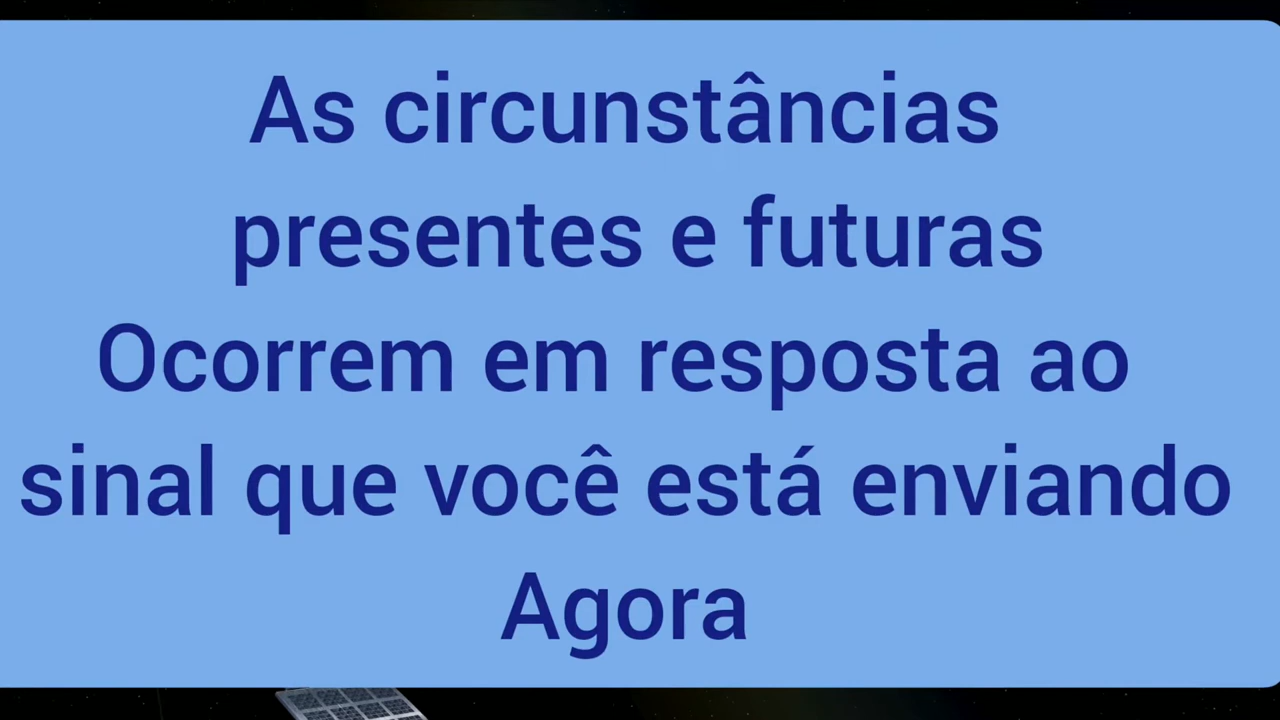 As circunstâncias
presentes e futuras
Ocorrem em resposta ao
sinal que você está enviando
Agora